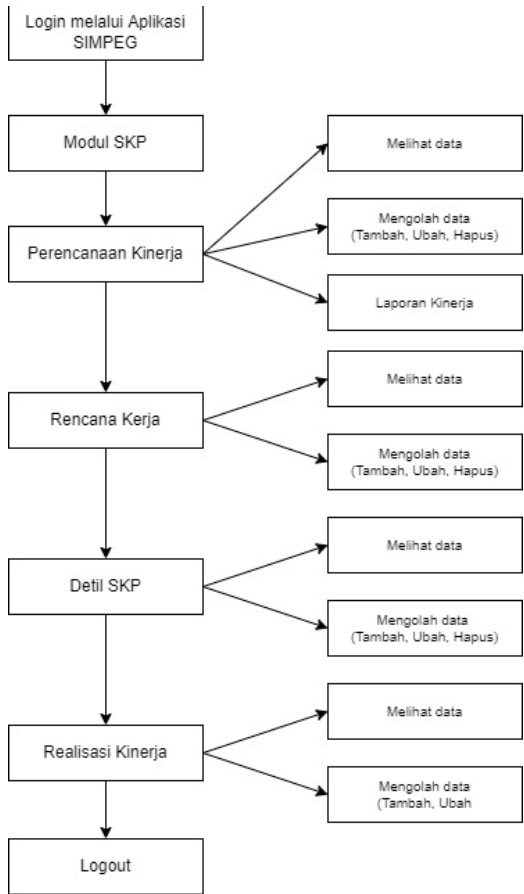 Login melalui Aplikasi
SIMPEG
Modul SKP
Melihat data
Mengolah data
(Tambah, Ubah, Hapus)
Perencanaan Kinerja
Laporan Kinerja
Melihat data
Rencana Kerja
Mengolah data
(Tambah, Ubah, Hapus)
Melihat data
Detil SKP
Mengolah data
(Tambah, Ubah, Hapus)
Melihat data
Realisasi Kinerja
Mengolah data
(Tambah, Ubah
Logout